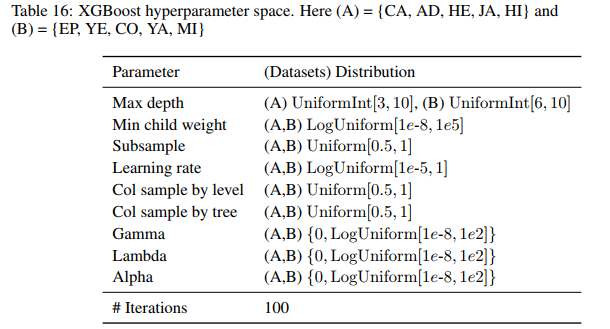 Table 16: XGBoost hyperparameter space. Here (A) = {CA, AD, HE, JA, HI} and
(B) = {EP, YE, CO, YA, MI}
Parameter (Datasets) Distribution
Max depth (A) UniformInt[3, 10], (B) UniformInt[6, 10]
Min child weight (A,B) LogUniform[1e-8, 1e5]
Subsample (A,B) Uniform[0.5, 1]
Learning rate (A,B) LogUniform[1e-5, 1]
Col sample by level (A,B) Uniform[0.5, 1]
Col sample by tree (A,B) Uniform[0.5, 1]
Gamma (A,B) {0, LogUniform[1e-8, 1e2]}
Lambda (A,B) {0, LogUniform[1e-8, 1e2]}
Alpha (A,B) {0, LogUniform[1e-8, 1e2]}
# Iterations 100